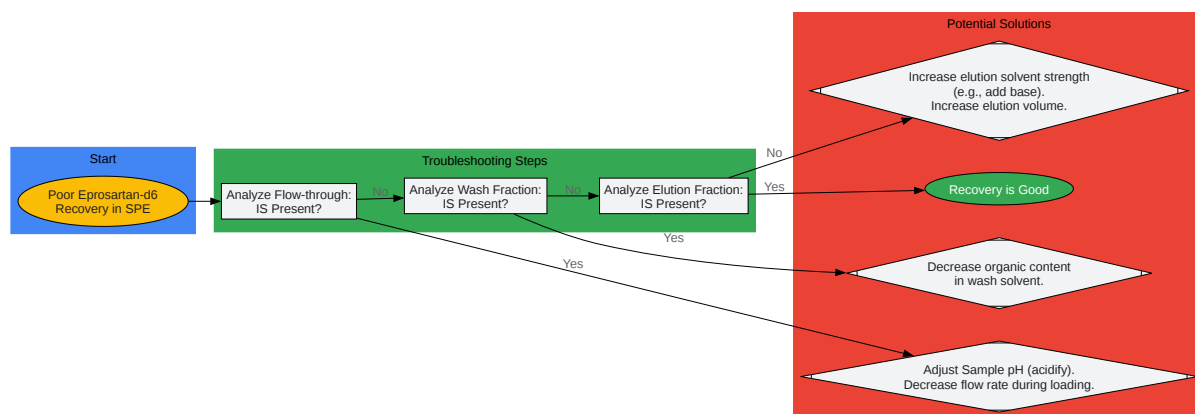 Start
Poor Eprosartan-d6
Recovery in SPE
Troubleshooting Steps
Analyze Flow-through:
IS Present?
No
Analyze Wash Fraction:
IS Present?
No
Analyze Elution Fraction:
IS Present?
No
Yes
Yes
Yes
Potential Solutions
Increase elution solvent strength
(e.g., add base).
Increase elution volume.
Recovery is Good
Decrease organic content
in wash solvent.
Adjust Sample pH (acidify).
Decrease flow rate during loading.